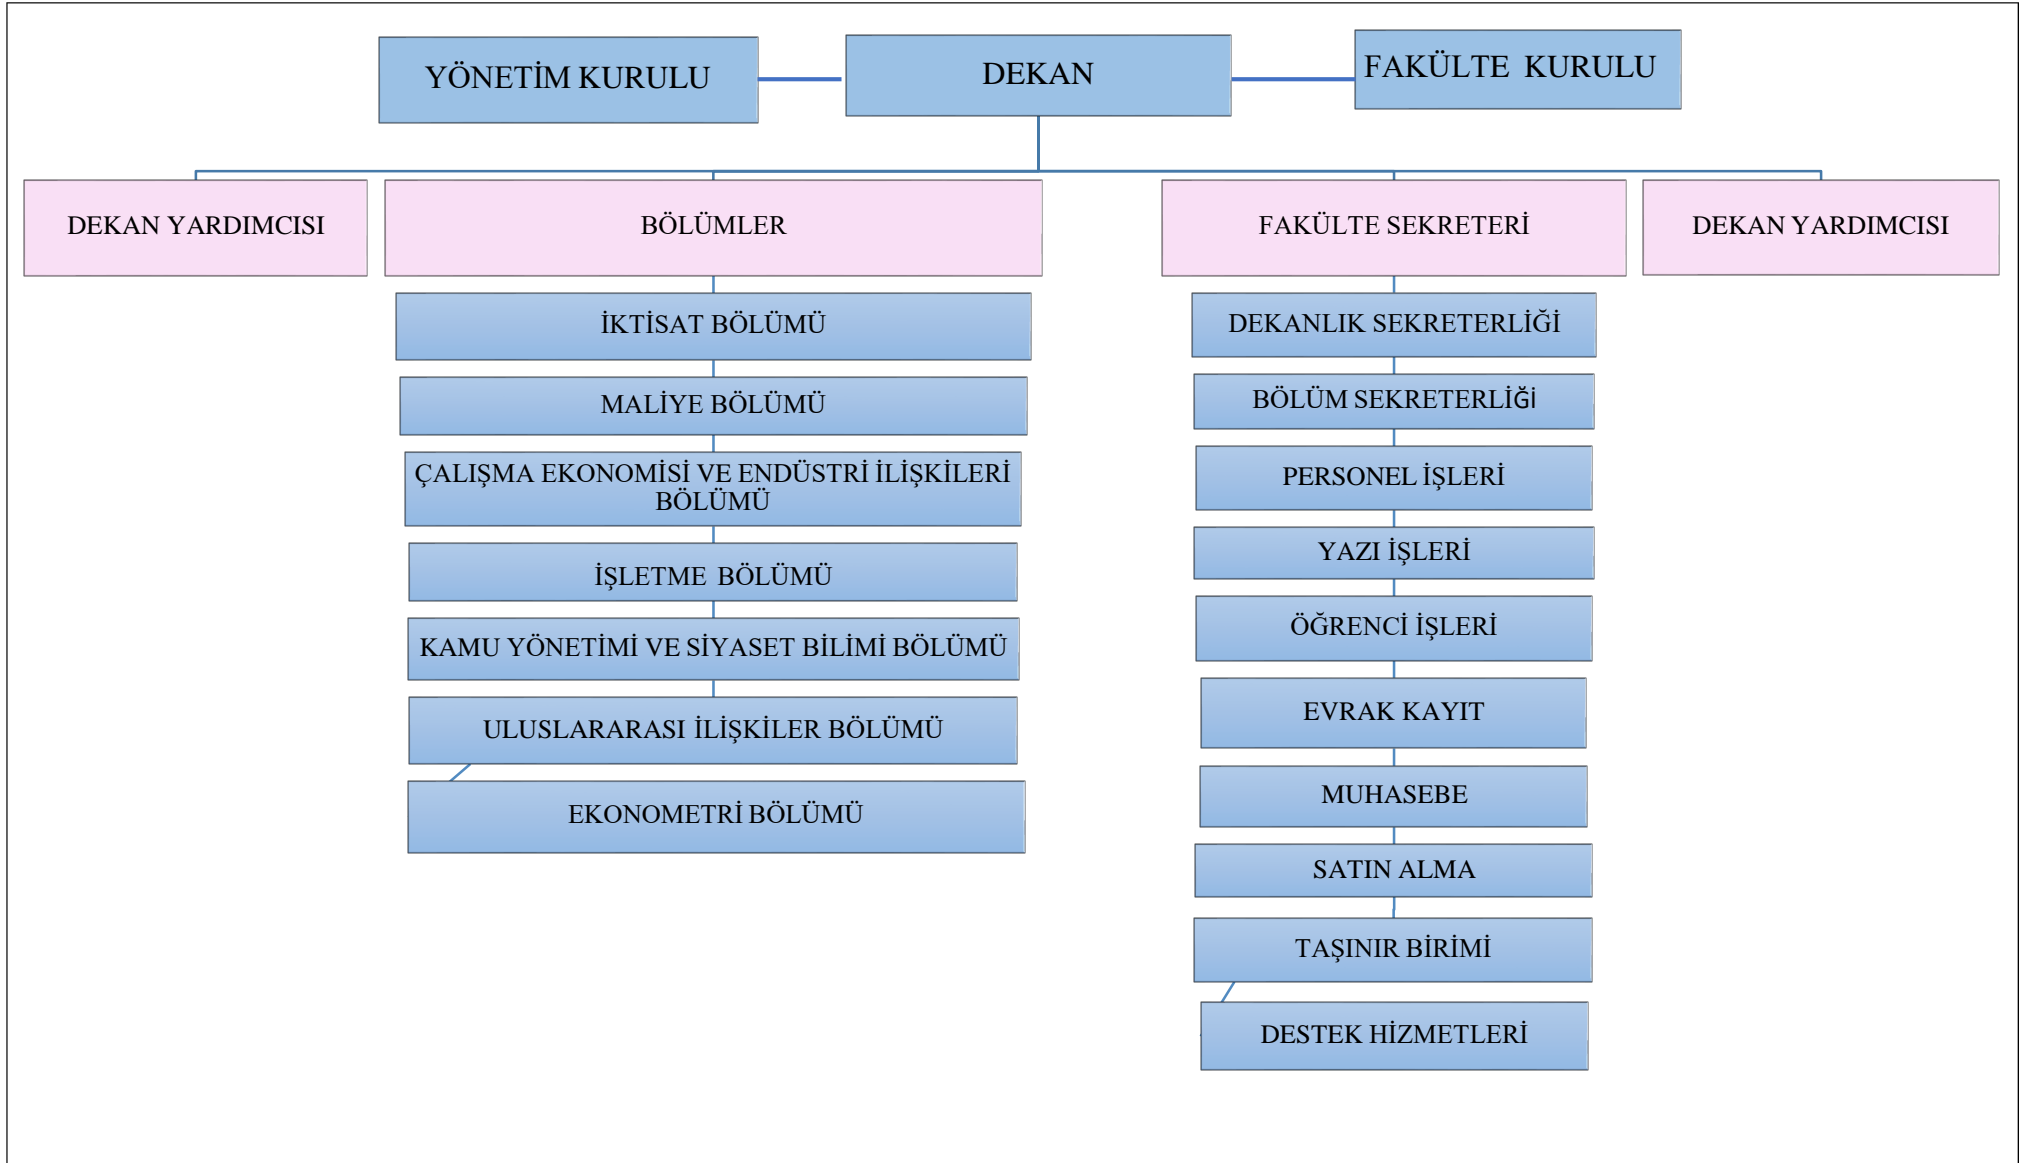 YÖNETİM KURULU
DEKAN
FAKÜLTE KURULU
DEKAN YARDIMCISI
BÖLÜMLER
FAKÜLTE SEKRETERİ
DEKAN YARDIMCISI
İKTİSAT BÖLÜMÜ
MALİYE BÖLÜMÜ
ÇALIŞMA EKONOMİSİ VE ENDÜSTRİ İLİŞKİLERİ
BÖLÜMÜ
İŞLETME BÖLÜMÜ
KAMU YÖNETİMİ VE SİYASET BİLİMİ BÖLÜMÜ
ULUSLARARASI İLİŞKİLER BÖLÜMÜ
EKONOMETRİ BÖLÜMÜ
DEKANLIK SEKRETERLİĞİ
BÖLÜM SEKRETERLİĞİ
PERSONEL İŞLERİ
YAZI İŞLERİ
ÖĞRENCİ İŞLERİ
EVRAK KAYIT
MUHASEBE
SATIN ALMA
TAŞINIR BİRİMİ
DESTEK HİZMETLERİ